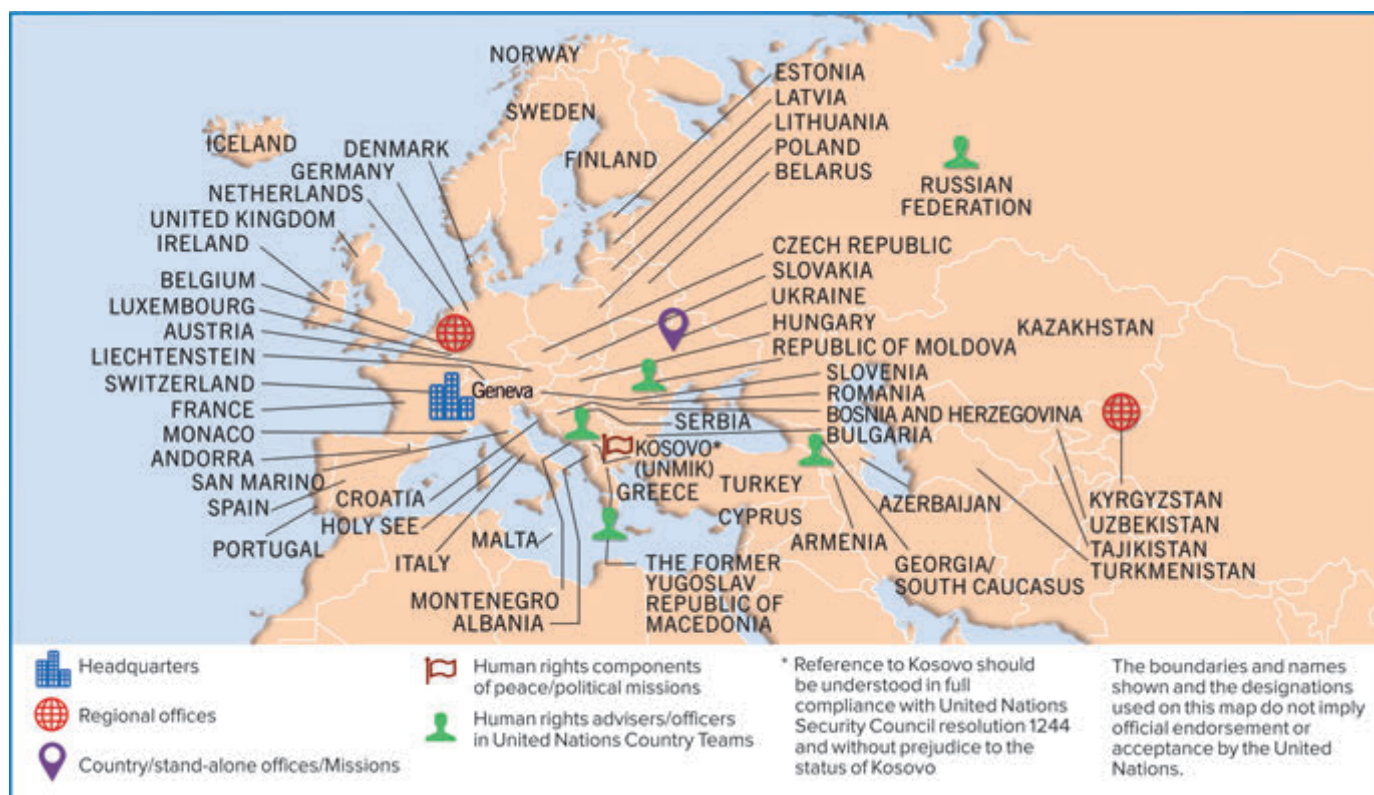 NORWAY
SWEDEN
FINLAND
ICELAND
DENMARK
GERMANY
NETHERLANDS
UNITED KINGDOM
IRELAND
BELGIUM
LUXEMBOURG
AUSTRIA
LIECHTENSTEIN
SWITZERLAND
FRANCE
MONACO
ANDORRA
SAN MARINO
SPAIN
PORTUGAL
CROATIA
HOLY SEE
ITALY
MALTA
MONTENEGRO
ALBANIA
Geneva
ESTONIA
LATVIA
LITHUANIA
POLAND
BELARUS
RUSSIAN
FEDERATION
CZECH REPUBLIC
SLOVAKIA
UKRAINE
HUNGARY
REPUBLIC OF MOLDOVA
SLOVENIA
ROMANIA
BOSNIA AND HERZEGOVINA
BULGARIA
SERBIA
KOSOVO*
(UNMIK)
GREECE
TURKEY
CYPRUS
THE FORMER
YUGOSLAV
REPUBLIC OF
MACEDONIA
ARMENIA
AZERBAIJAN
GEORGIA/
SOUTH CAUCASUS
KAZAKHSTAN
KYRGYZSTAN
UZBEKISTAN
TAJIKISTAN
TURKMENISTAN
Headquarters
Regional offices
Country/stand-alone offices/Missions
Human rights components
of peace/political missions
Human rights advisers/officers
in United Nations Country Teams
* Reference to Kosovo should
be understood in full
compliance with United Nations
Security Council resolution 1244
and without prejudice to the
status of Kosovo
The boundaries and names
shown and the designations
used on this map do not imply
official endorsement or
acceptance by the United
Nations.